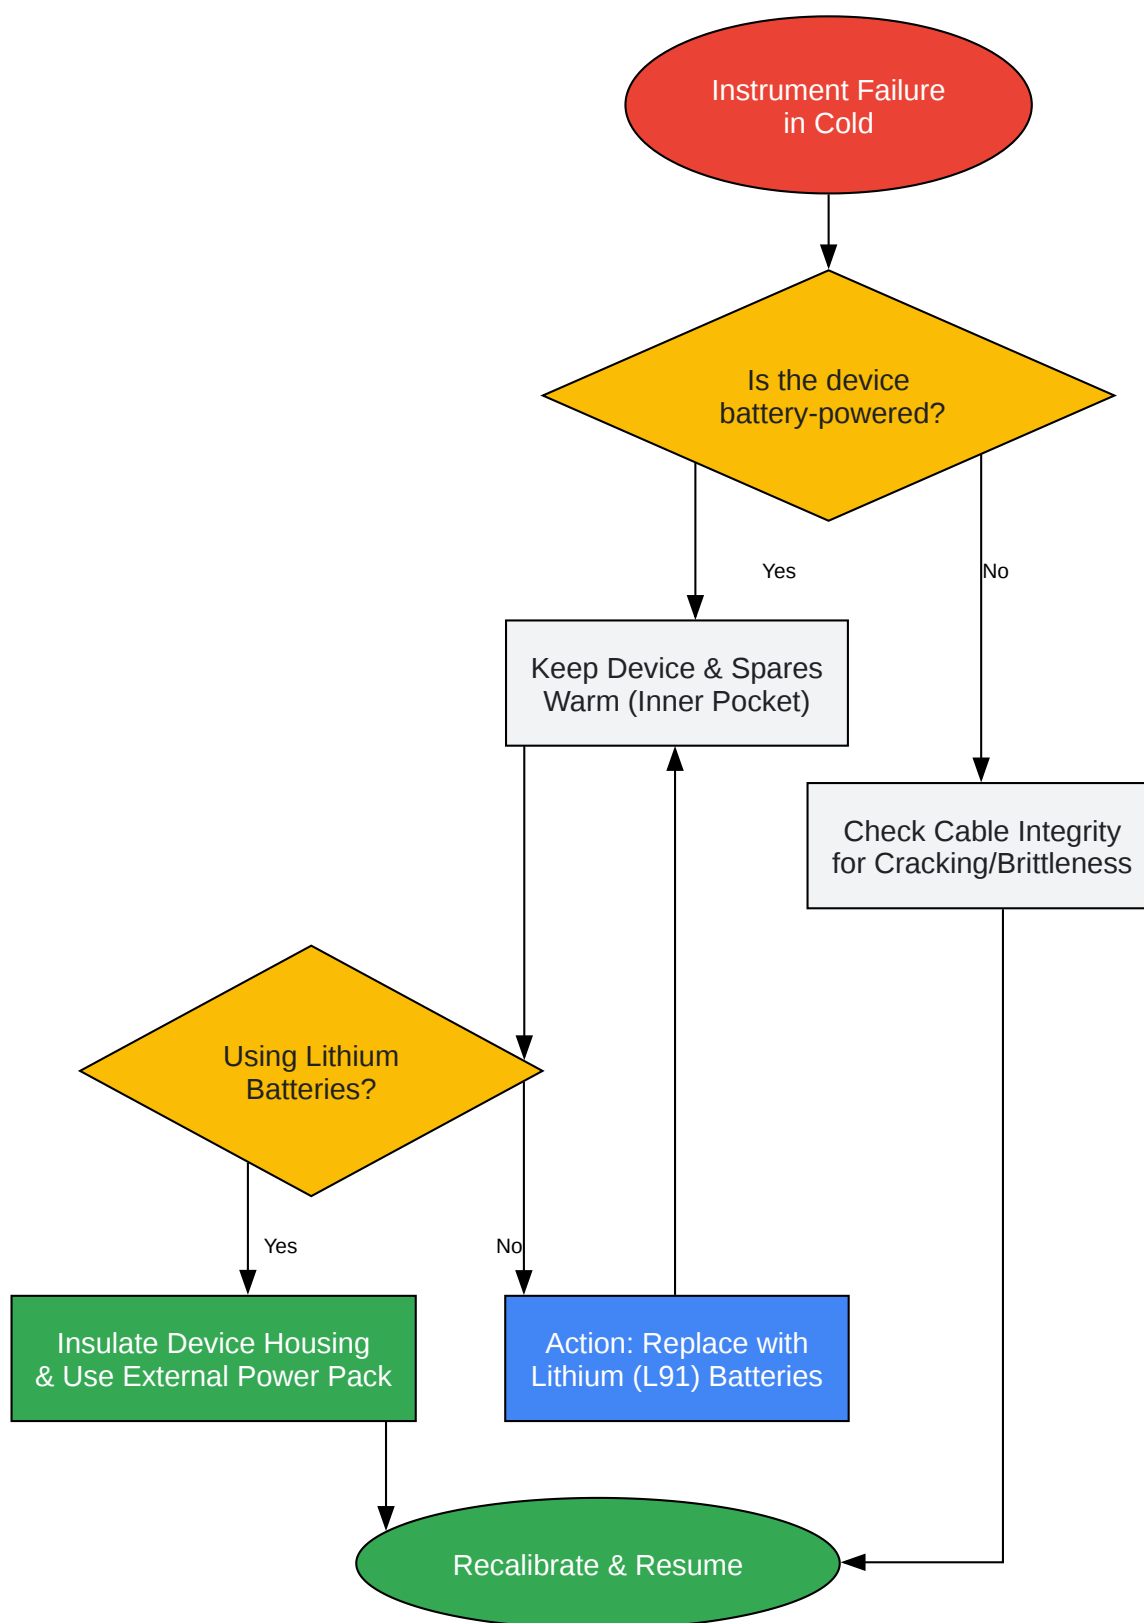 Instrument Failure
in Cold
Is the device
battery-powered?
Yes
No
Keep Device & Spares
Warm (Inner Pocket)
Check Cable Integrity
for Cracking/Brittleness
Using Lithium
Batteries?
Yes
No
Insulate Device Housing
& Use External Power Pack
Action: Replace with
Lithium (L91) Batteries
Recalibrate & Resume